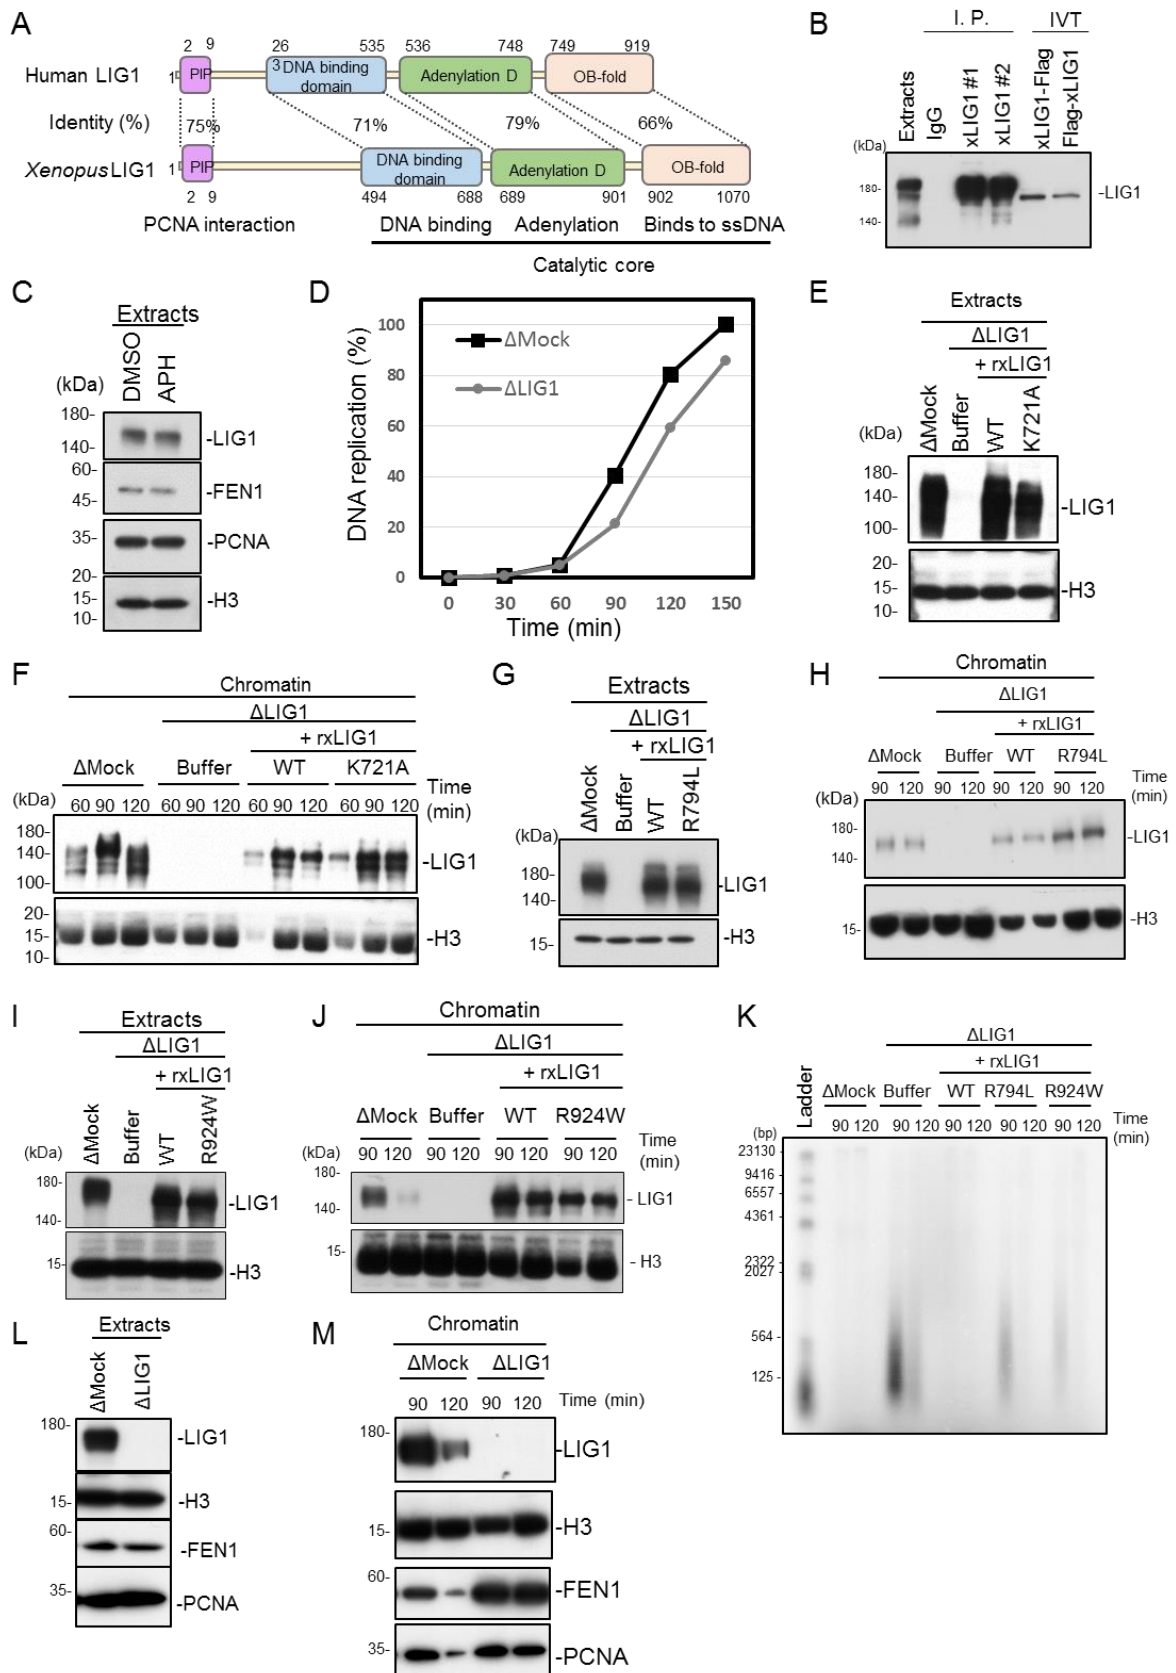 A
2 9 26 535 536 748 749 919
Human LIG1
1
PIP
3 DNA binding
domain
Adenylation D
OB-fold
Identity (%)
75%
71%
79%
66%
Xenopus LIG1
1
PIP
DNA binding
domain
Adenylation D
OB-fold
2 9 494 688 689 901 902 1070
PCNA interaction
DNA binding
Adenylation
Binds to ssDNA
Catalytic core
B
I. P.
IVT
Extracts
IgG
xLIG1 #1
xLIG1 #2
xLIG1-Flag
Flag-xLIG1
(kDa)
180-
140-
-LIG1
C
Extracts
DMSO
APH
(kDa)
180-
140-
-LIG1
60-
45-
-FEN1
35-
-PCNA
20-
15-
10-
-H3
D
DNA replication (%)
100
80
60
40
20
0
ΔMock
ΔLIG1
0 30 60 90 120 150
Time (min)
E
Extracts
ΔLIG1
+ rxLIG1
ΔMock
Buffer
WT
K721A
(kDa)
180-
140-
100-
-LIG1
20-
15-
10-
-H3
F
Chromatin
ΔLIG1
+ rxLIG1
ΔMock Buffer WT K721A
Time
(min)
(kDa)
60 90 120 60 90 120 60 90 120 60 90 120
180-
140-
100-
-LIG1
20-
15-
10-
-H3
G
Extracts
ΔLIG1
+ rxLIG1
ΔMock
Buffer
WT
R794L
(kDa)
180-
140-
-LIG1
15-
-H3
H
Chromatin
ΔLIG1
+ rxLIG1
ΔMock Buffer WT R794L
Time
(min)
90 120 90 120 90 120 90 120
(kDa)
180-
140-
-LIG1
15-
-H3
I
Extracts
ΔLIG1
+ rxLIG1
ΔMock
Buffer
WT
R924W
(kDa)
180-
140-
-LIG1
15-
-H3
J
Chromatin
ΔLIG1
+ rxLIG1
ΔMock Buffer WT R924W
Time
(min)
(kDa)
90 120 90 120 90 120 90 120
180-
140-
- LIG1
15-
- H3
K
ΔLIG1
+ rxLIG1
Ladder
ΔMock Buffer WT R794L R924W
Time
(min)
90 120 90 120 90 120 90 120 90 120
(bp)
23130
9416
6557
4361
2322
2027
564
125
L
Extracts
ΔMock
ΔLIG1
180-
-LIG1
15-
-H3
60-
-FEN1
35-
-PCNA
M
Chromatin
ΔMock ΔLIG1
90 120 90 120 Time (min)
180-
-LIG1
15-
-H3
60-
-FEN1
35-
-PCNA